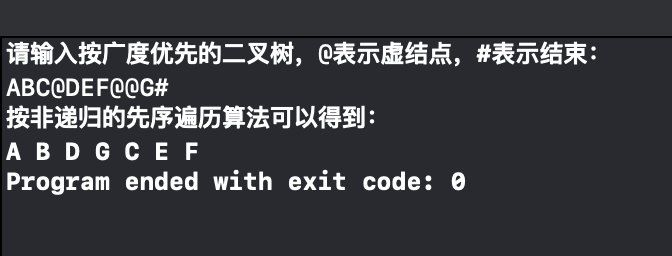 请输入按广度优先的二叉树，@表示虚结点，#表示结束：
ABC@DEF@@G#
按非递归的先序遍历算法可以得到：
A B D G C E F
Program ended with exit code: 0